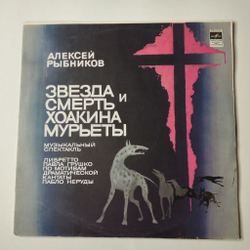 АЛЕКСЕЙ
РЫБНИКОВ
ЗВЕЗДА
И
СМЕРТЬ
ХОАКИНА
МУРЬЕТЫ
МУЗЫКАЛЬНЫЙ
СПЕКТАКЛЬ
ЛИБРЕТТО
ПАВЛА ГРУШКО
ПО МОТИВАМ
ДРАМАТИЧЕСКОЙ
КАНТАТЫ
ПАБЛО НЕРУДЫ